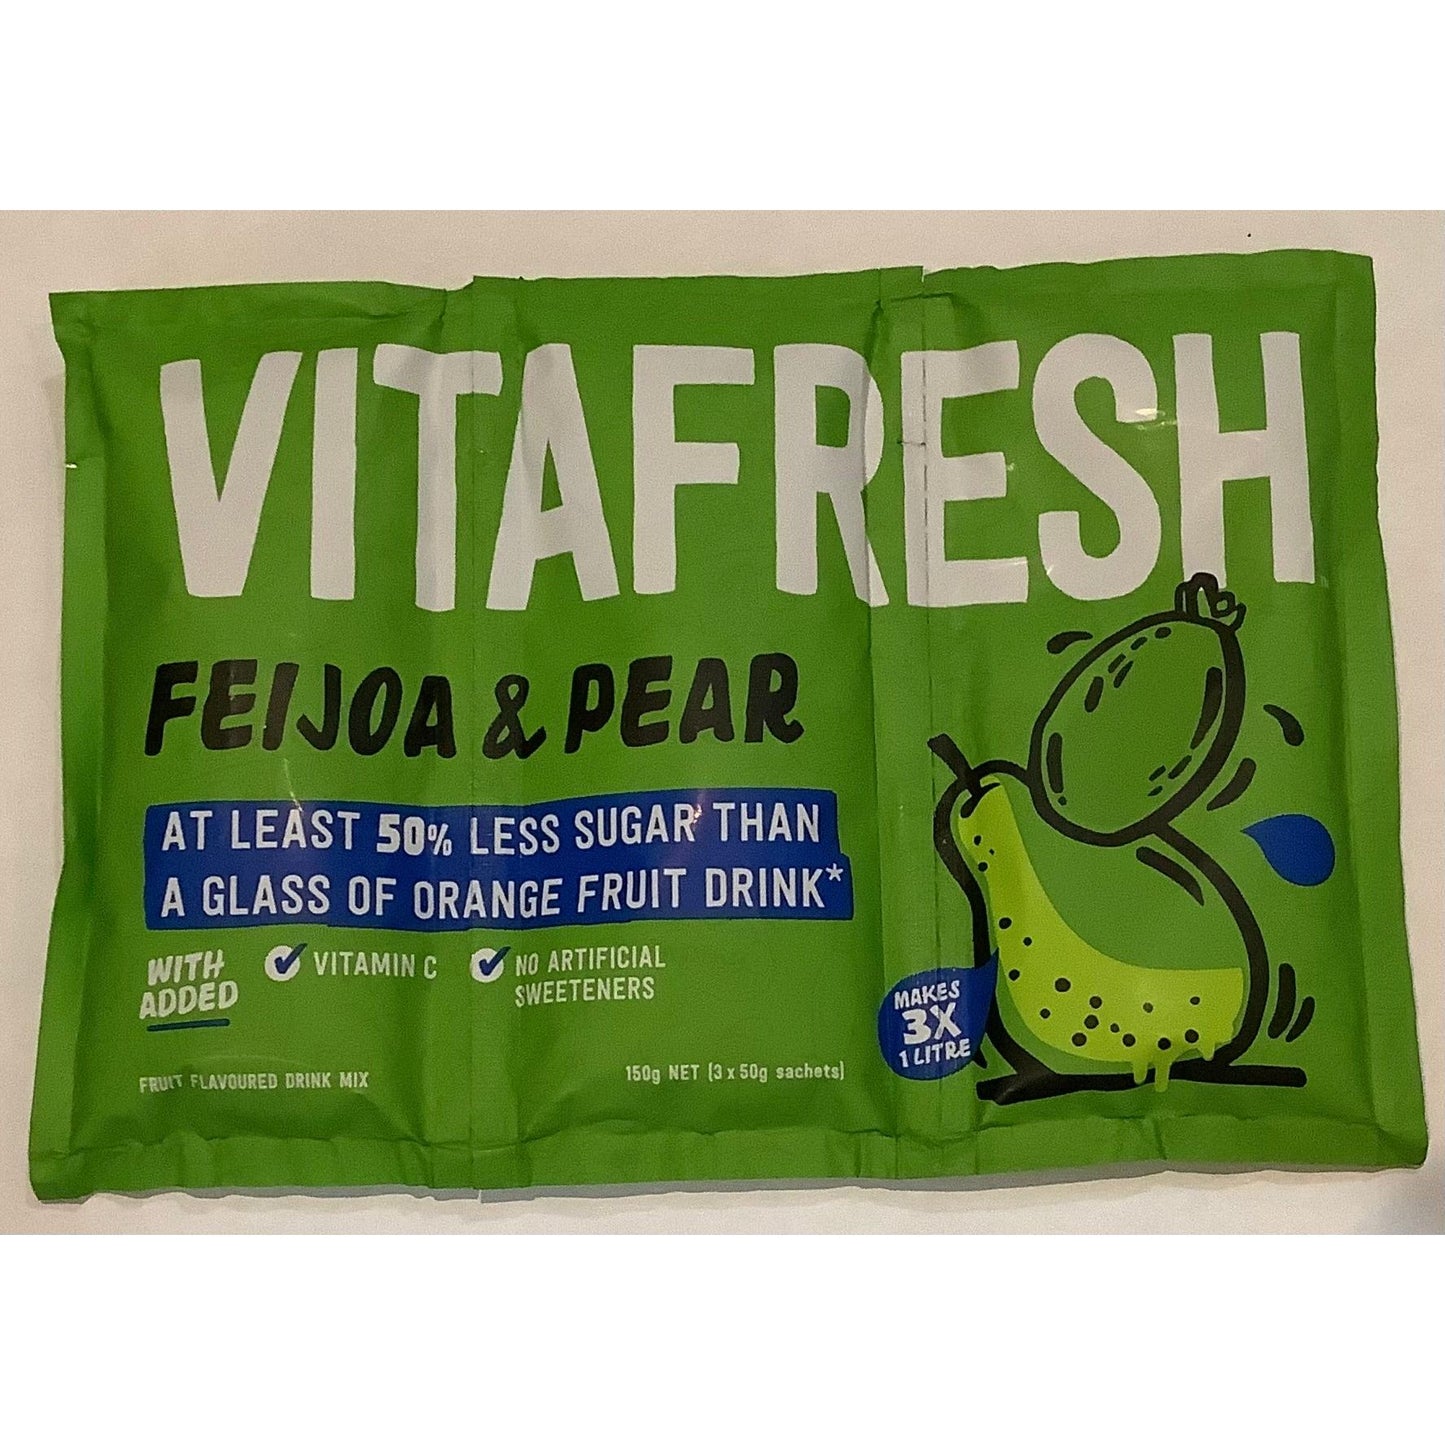 VITAFRESH
FEIJOA & PEAR
AT LEAST 50% LESS SUGAR THAN
A GLASS OF ORANGE FRUIT DRINK*
WITH
ADDED
VITAMIN C
NO ARTIFICIAL
SWEETENERS
MAKES
3X
1 LITRE
FRUIT FLAVOURED DRINK MIX
150g NET (3 x 50g sachets)